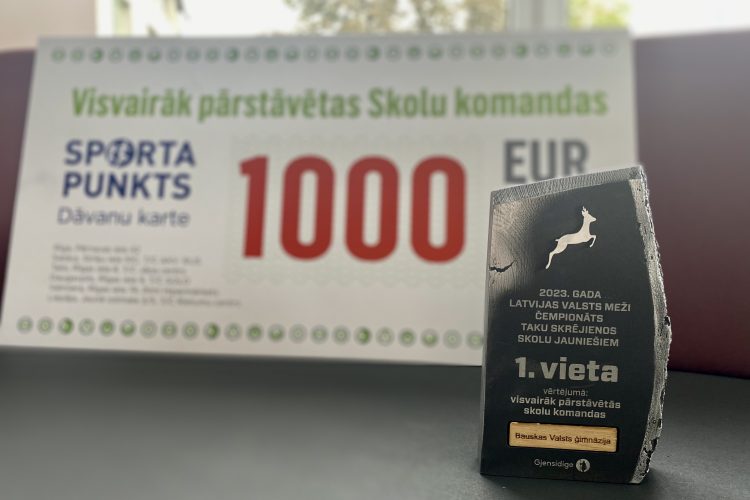 Visvairāk pārstāvētas Skolu komandas
SPORTA
PUNKTS
Dāvanu karte
1000
EUR
2023. GADA
LATVIJAS VALSTS MEŽI
ČEMPIONĀTS
TAKU SKRĒJIENOS
SKOLU JAUNIEŠIEM
1. vieta
vērtējumā:
visvairāk pārstāvētās
skolu komandas
Bauskas Valsts ģimnāzija
Gjensidige